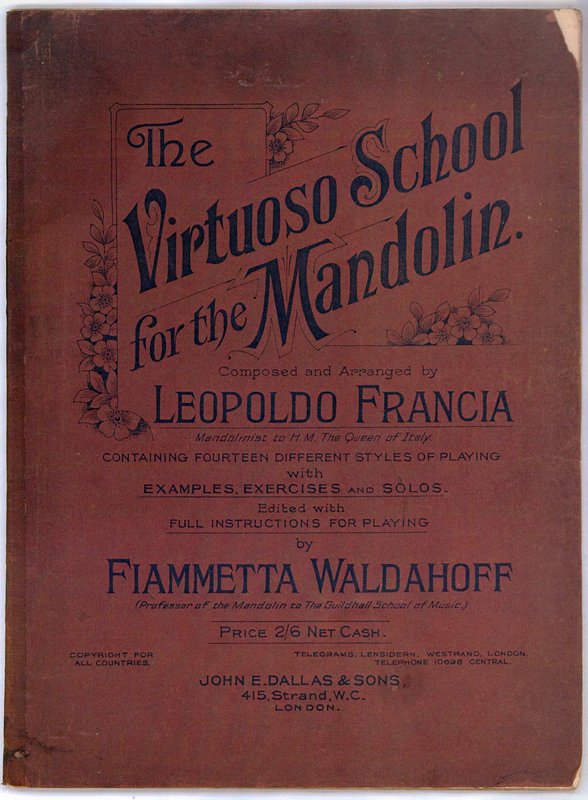 The
Virtuoso School
for the Mandolin.
Composed and Arranged by
LEOPOLDO FRANCIA
Mandolinist to H.M. The Queen of Italy.
CONTAINING FOURTEEN DIFFERENT STYLES OF PLAYING
with
EXAMPLES, EXERCISES AND SOLOS.
Edited with
FULL INSTRUCTIONS FOR PLAYING
by
FIAMMETTA WALDAHOFF
(Professor of the Mandolin to The Guildhall School of Music.)
PRICE 2/6 NET CASH.
COPYRIGHT FOR
ALL COUNTRIES.
TELEGRAMS. LENSIDERN. WESTRAND, LONDON.
TELEPHONE 10698 CENTRAL.
JOHN E. DALLAS & SONS,
415, Strand, W.C.
LONDON.